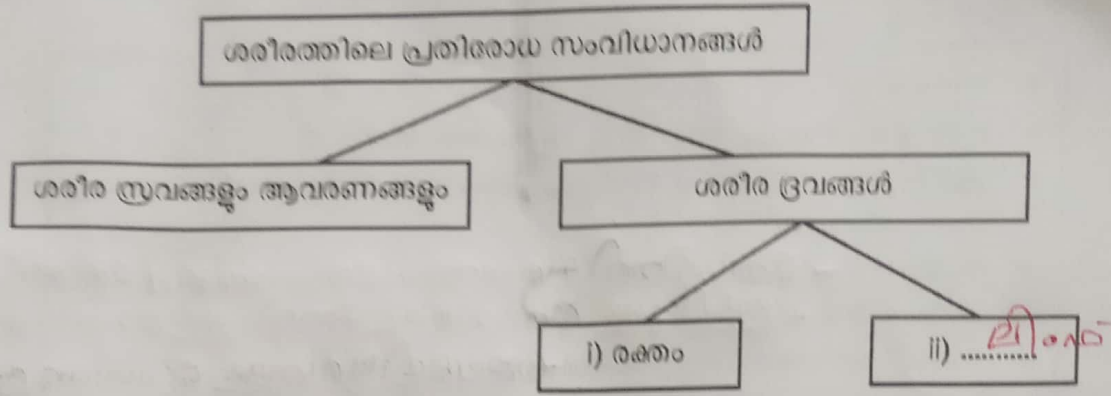 ശരീരത്തിലെ പ്രതിരോധ സംവിധാനങ്ങൾ
ശരീര സ്രവങ്ങളും ആവരണങ്ങളും
ശരീര ദ്രവങ്ങൾ
i) രക്തം
ii) ........... ലിംഫ്